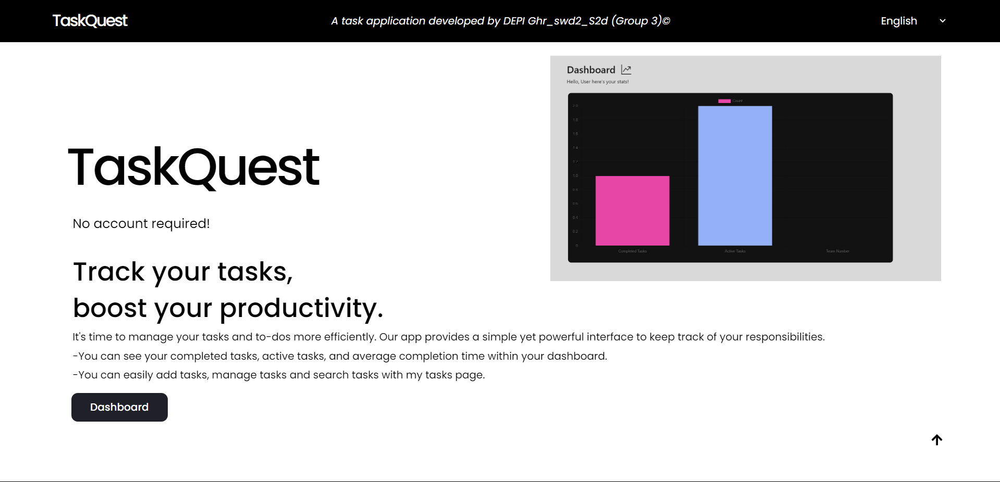 TaskQuest
A task application developed by DEPI Ghr_swd2_S2d (Group 3)©
English
Dashboard
Hello, User here's your stats!
Count
2.0
1.8
1.6
1.4
1.2
1.0
0.8
0.6
0.4
0.2
0
Completed Tasks
Active Tasks
Team Number
TaskQuest
No account required!
Track your tasks,
boost your productivity.
It's time to manage your tasks and to-dos more efficiently. Our app provides a simple yet powerful interface to keep track of your responsibilities.
-You can see your completed tasks, active tasks, and average completion time within your dashboard.
-You can easily add tasks, manage tasks and search tasks with my tasks page.
Dashboard